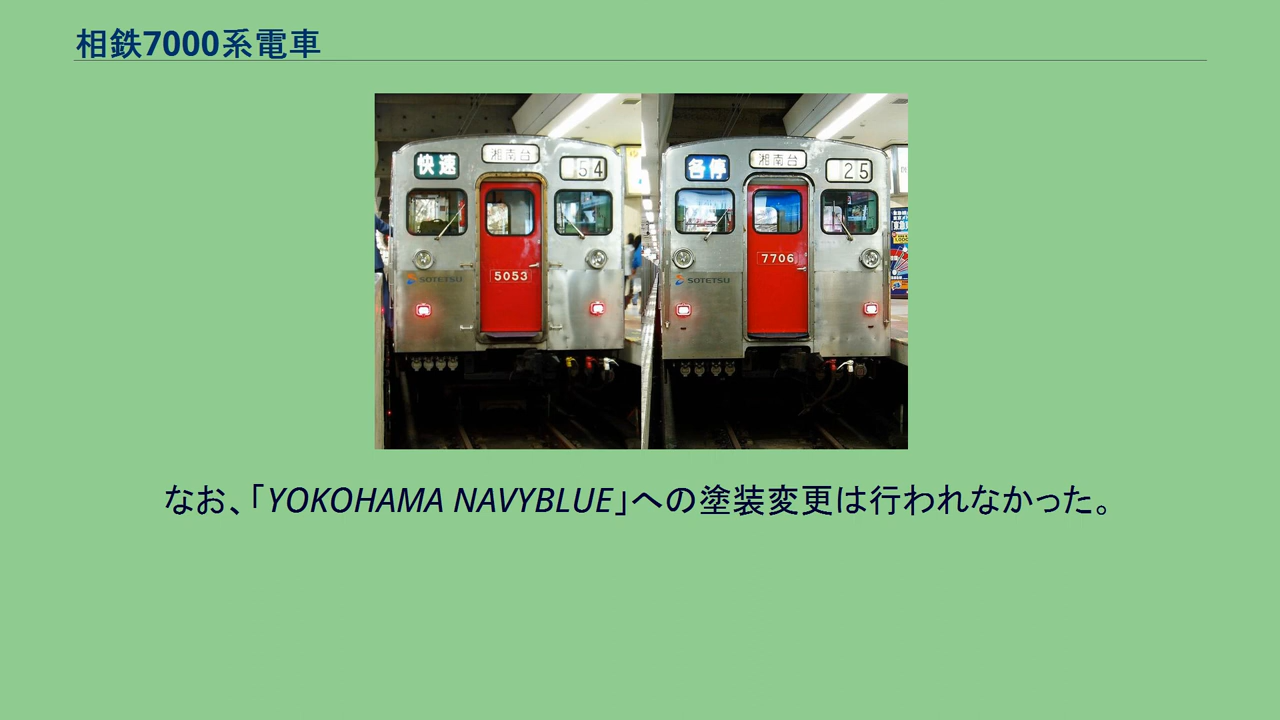 相鉄7000系電車
快速
湘南台
54
各停
湘南台
25
5053
7706
SOTETSU
SOTETSU
なお、「YOKOHAMA NAVYBLUE」への塗装変更は行われなかった。